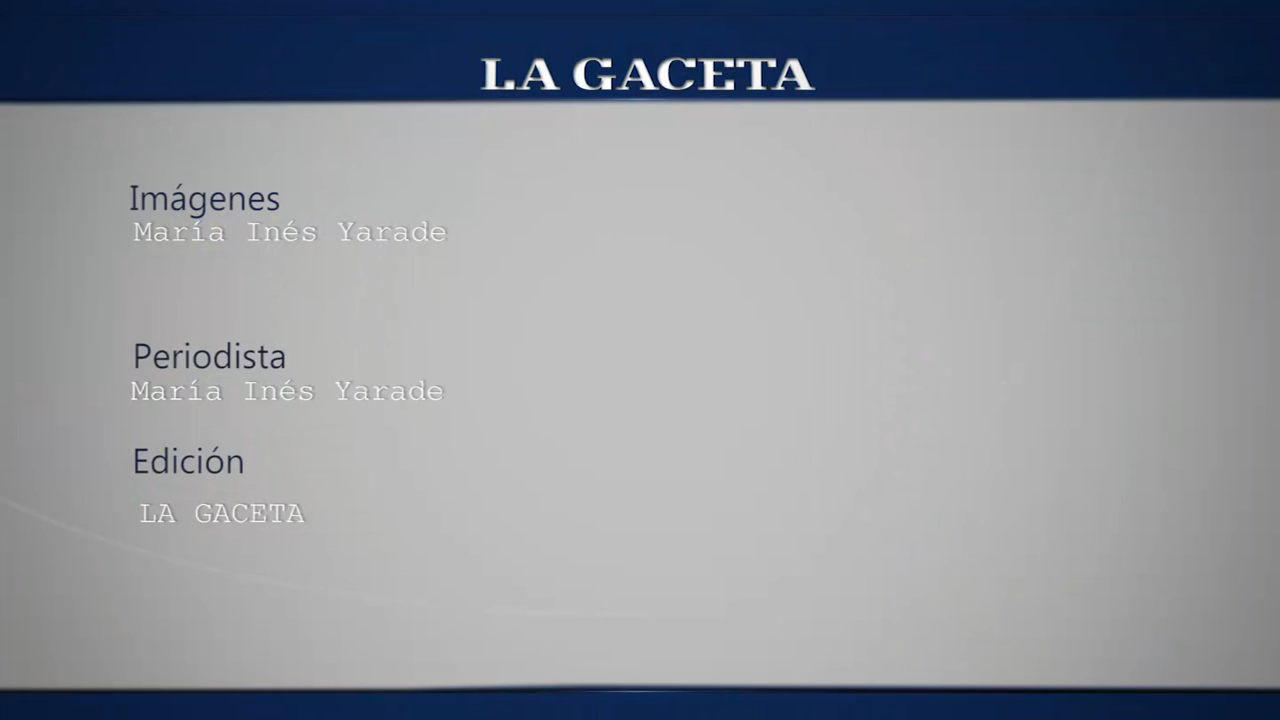 LA GACETA
Imágenes
María Inés Yarade
Periodista
María Inés Yarade
Edición
LA GACETA